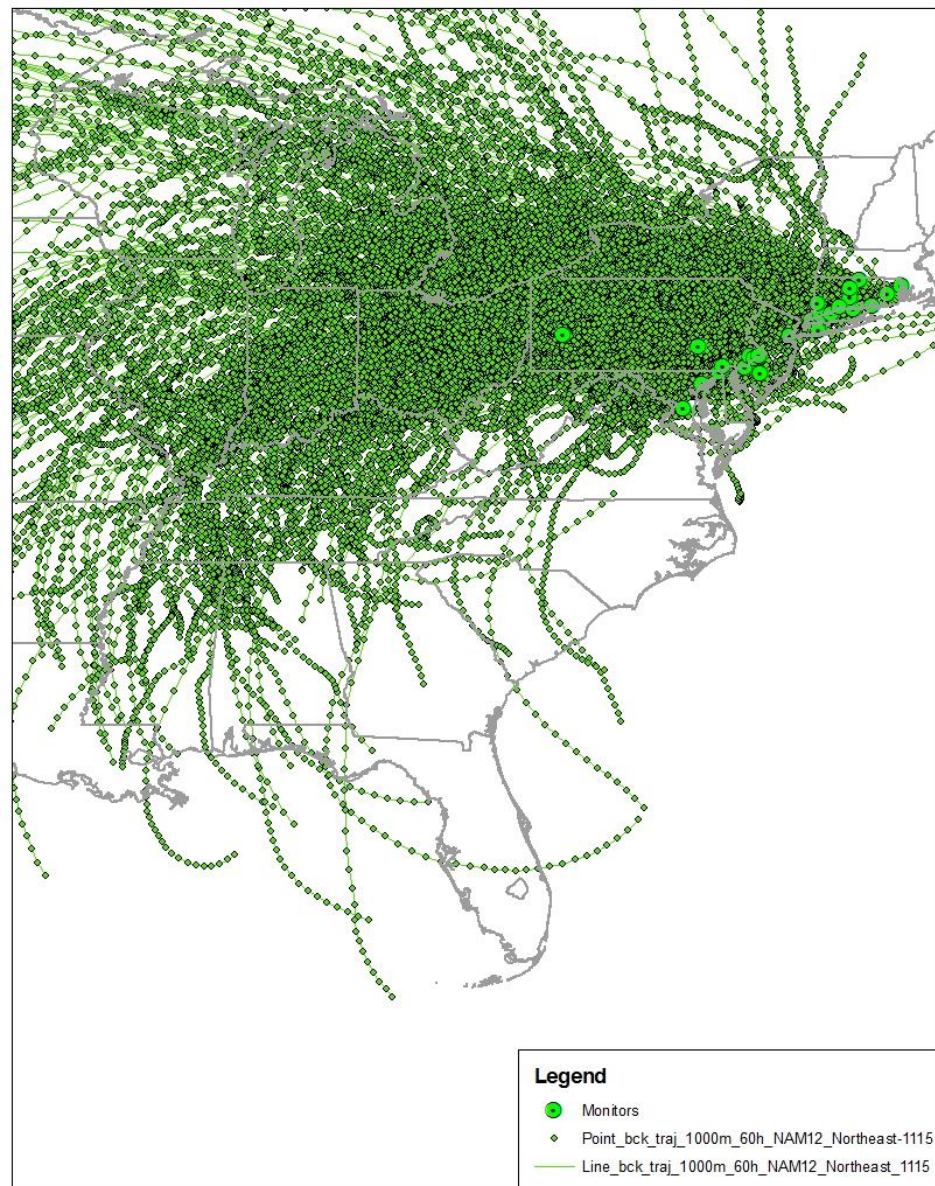 Legend
Monitors
Point_bck_traj_1000m_60h_NAM12_Northeast-1115
Line_bck_traj_1000m_60h_NAM12_Northeast_1115